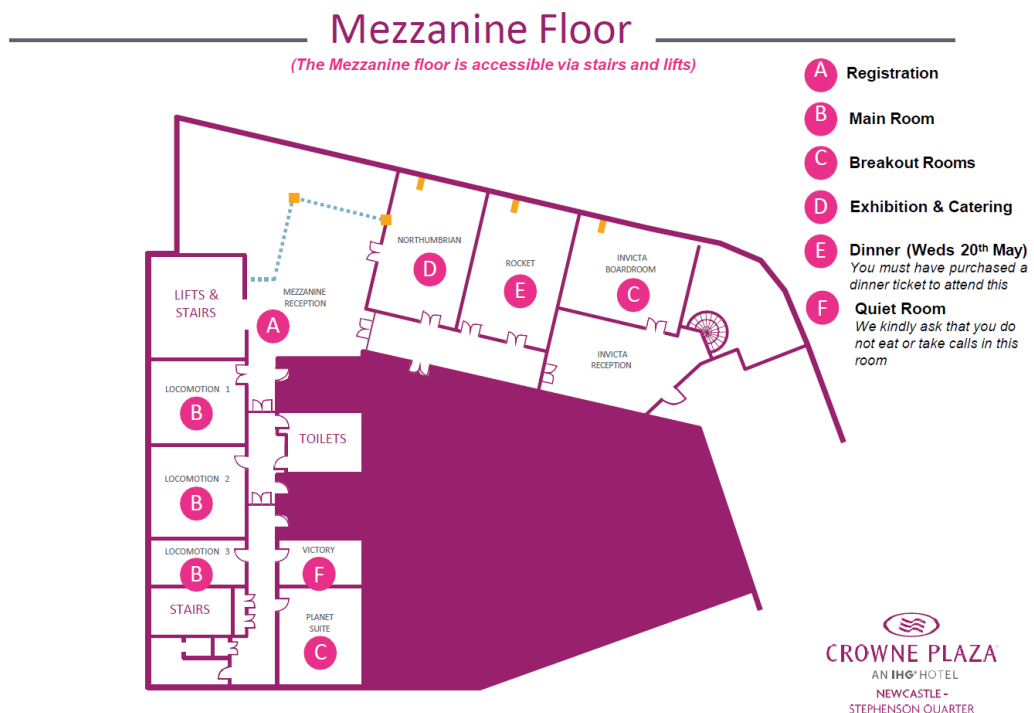 Mezzanine Floor
(The Mezzanine floor is accessible via stairs and lifts)
A Registration
B Main Room
C Breakout Rooms
D Exhibition & Catering
E Dinner (Weds 20th May)
You must have purchased a
dinner ticket to attend this
F Quiet Room
We kindly ask that you do
not eat or take calls in this
room
NORTHUMBRIAN
D
ROCKET
E
INVICTA
BOARDROOM
C
LIFTS &
STAIRS
MEZZANINE
RECEPTION
A
INVICTA
RECEPTION
LOCOMOTION 1
B
TOILETS
LOCOMOTION 2
B
LOCOMOTION 3
B
VICTORY
F
STAIRS
PLANET
SUITE
C
CROWNE PLAZA
AN IHG® HOTEL
NEWCASTLE -
STEPHENSON QUARTER